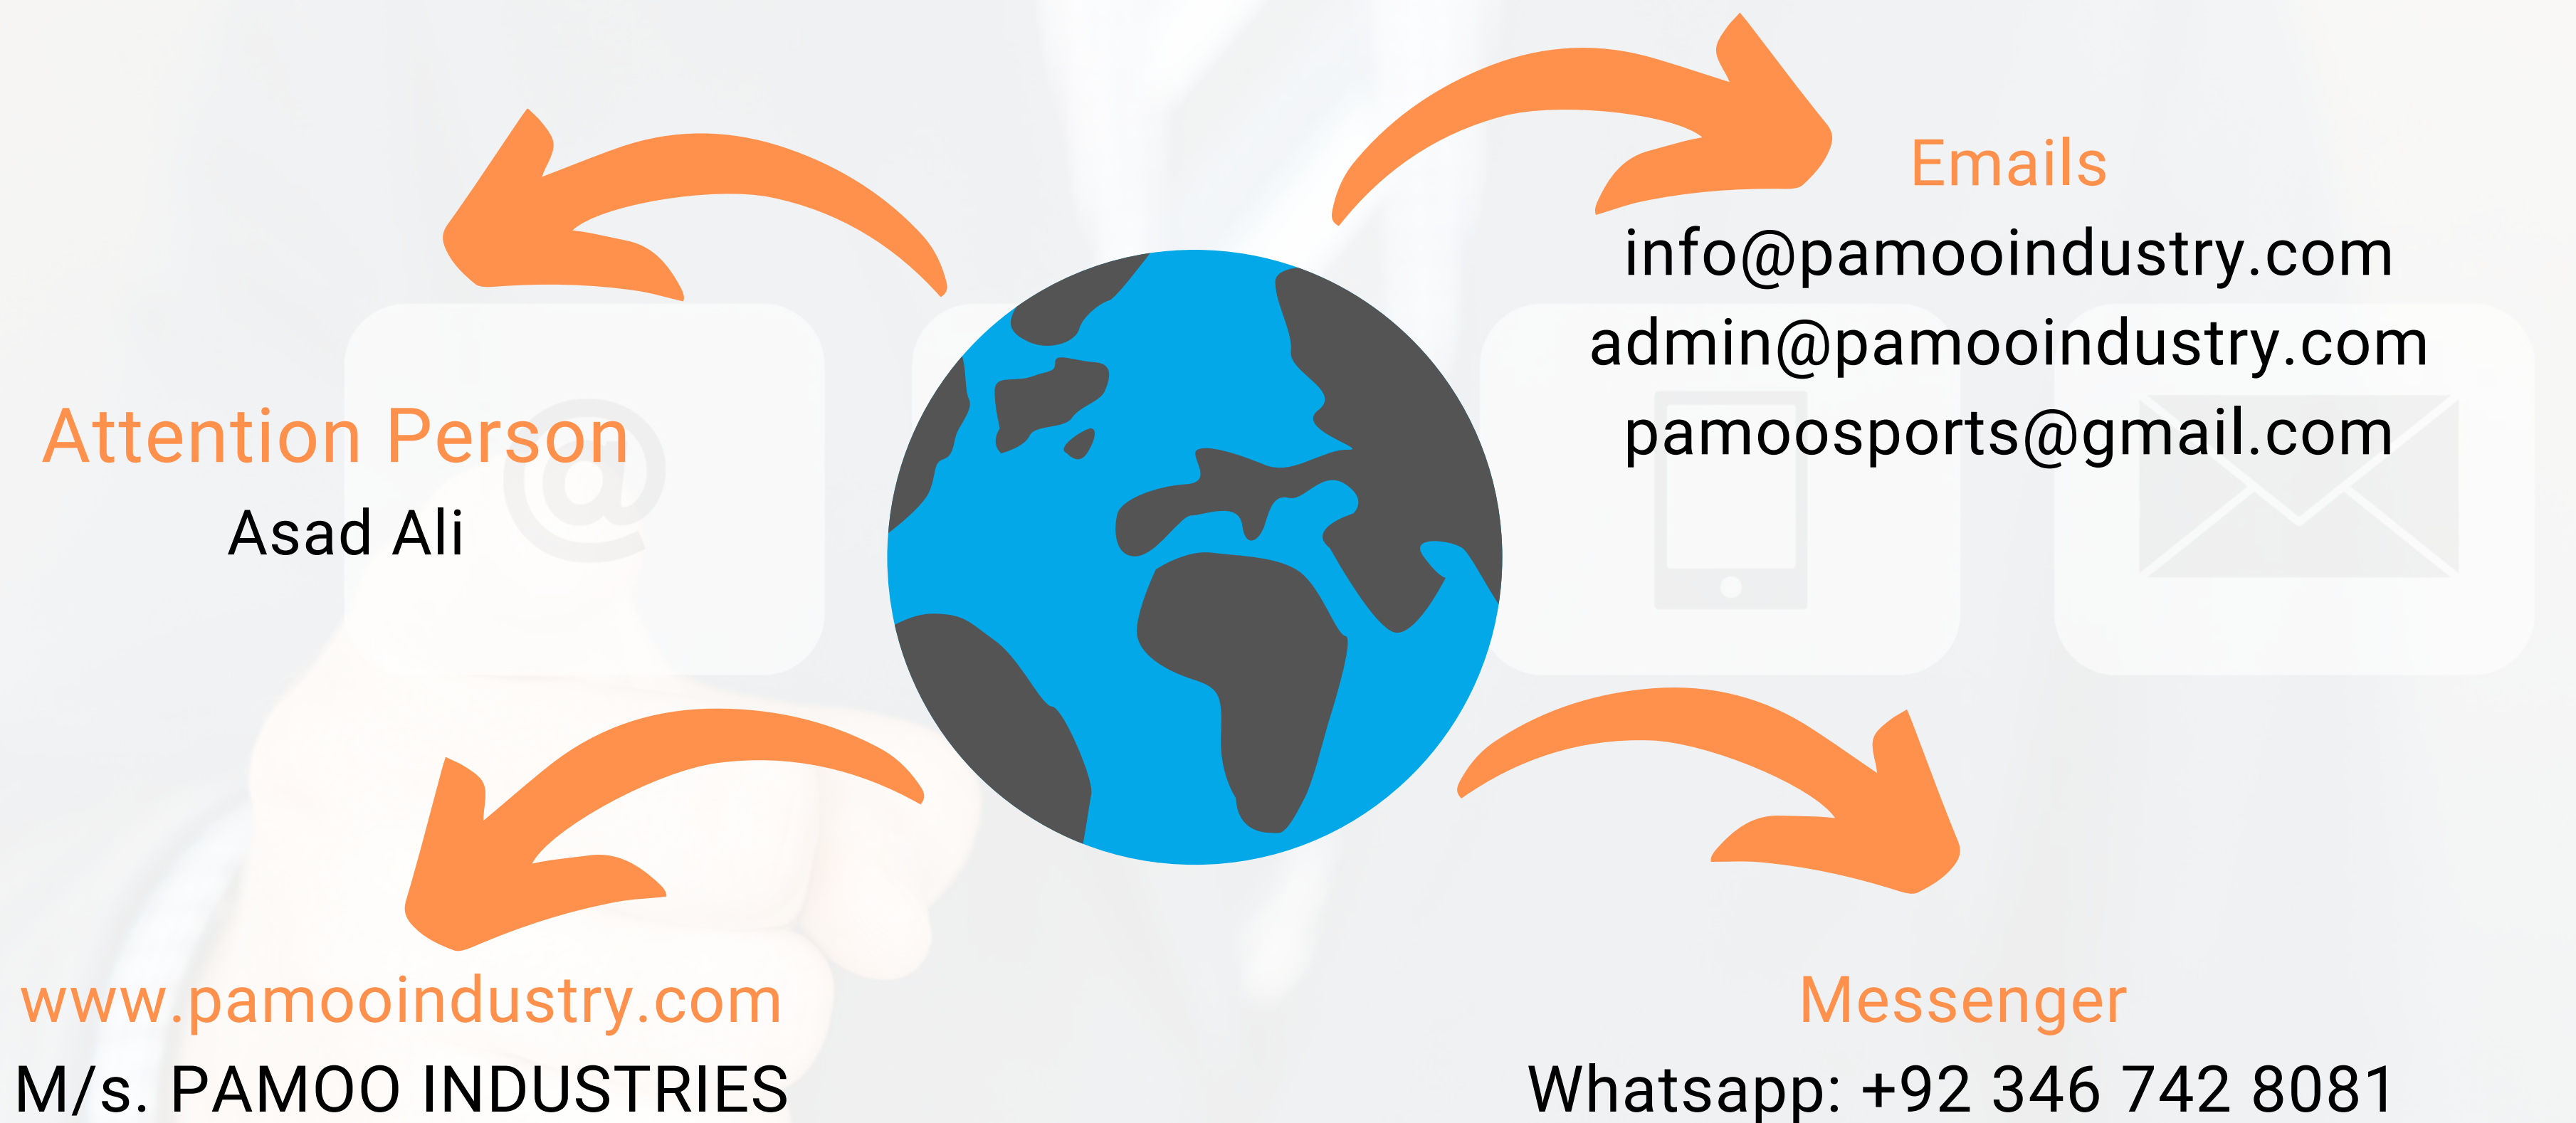 Emails
info@pamooindustry.com
admin@pamooindustry.com
pamoosports@gmail.com
Attention Person
Asad Ali
@
www.pamooindustry.com
M/s. PAMOO INDUSTRIES
Messenger
Whatsapp: +92 346 742 8081